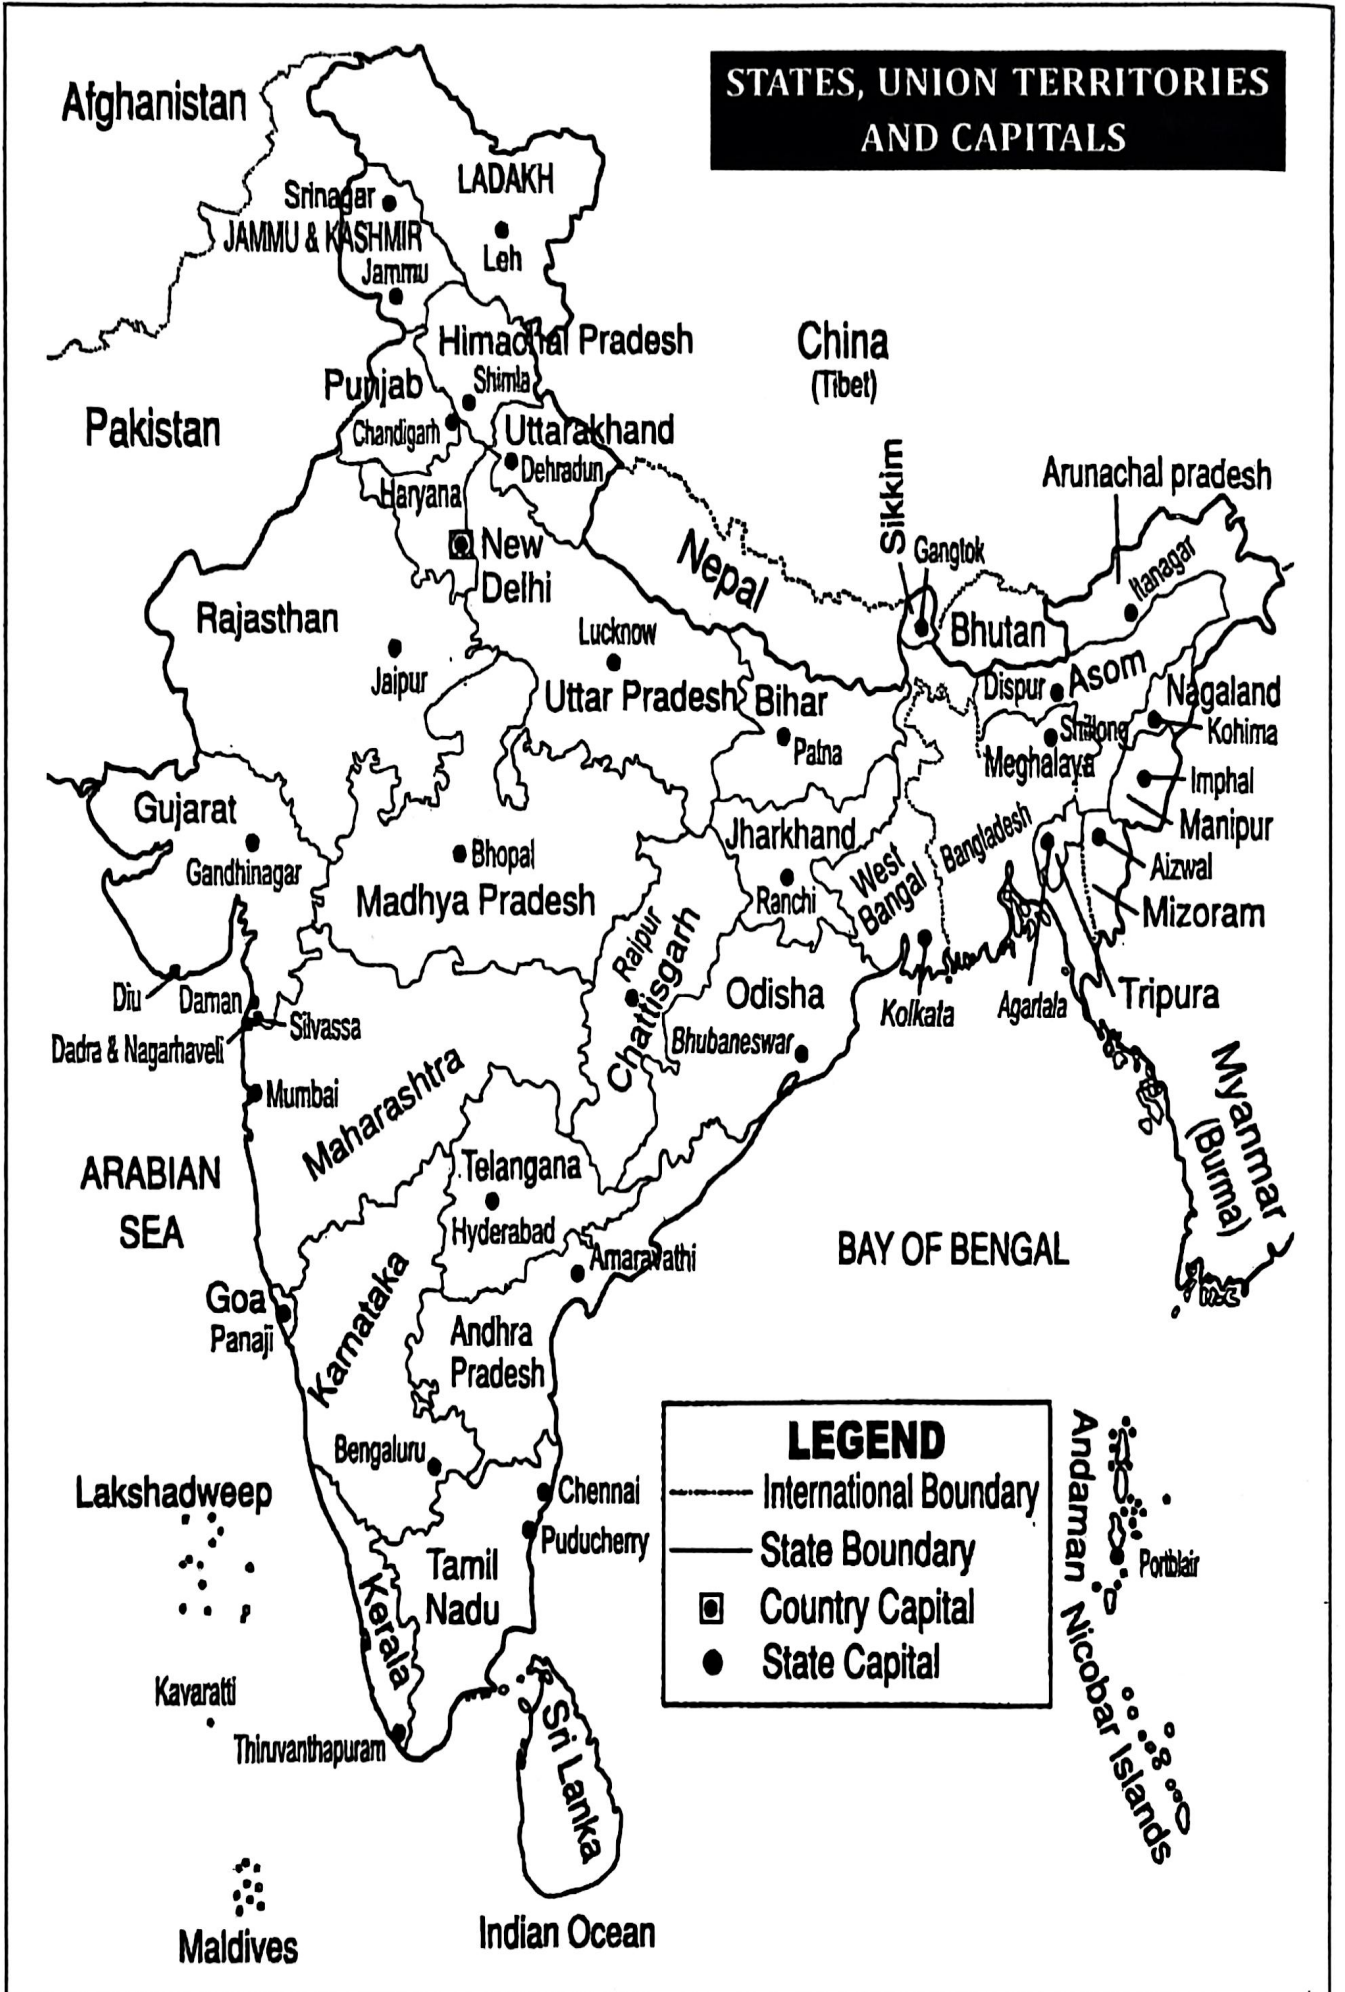 STATES, UNION TERRITORIES
AND CAPITALS
Afghanistan
LADAKH
Srinagar
JAMMU & KASHMIR
Leh
Jammu
Himachal Pradesh
China
(Tibet)
Shimla
Punjab
Pakistan
Chandigarh
Uttarakhand
Dehradun
Haryana
Sikkim
Arunachal pradesh
New
Delhi
Nepal
Gangtok
Itanagar
Rajasthan
Lucknow
Bhutan
Jaipur
Uttar Pradesh
Bihar
Dispur
Asom
Nagaland
Patna
Shillong
Kohima
Meghalaya
Imphal
Gujarat
Gandhinagar
Jharkhand
Bangladesh
Manipur
Bhopal
Madhya Pradesh
Ranchi
West
Bangal
Aizwal
Mizoram
Raipur
Chattisgarh
Odisha
Diu
Daman
Silvassa
Dadra & Nagarhaveli
Kolkata
Agartala
Tripura
Bhubaneswar
Mumbai
Maharashtra
Myanmar
(Burma)
ARABIAN
SEA
Telangana
Hyderabad
Amaravathi
BAY OF BENGAL
Goa
Panaji
Karnataka
Andhra
Pradesh
Bengaluru
Lakshadweep
Chennai
Puducherry
LEGEND
International Boundary
State Boundary
Country Capital
State Capital
Andaman Nicobar Islands
Portblair
Tamil
Nadu
Kerala
Kavaratti
Thiruvanthapuram
Sri Lanka
Maldives
Indian Ocean